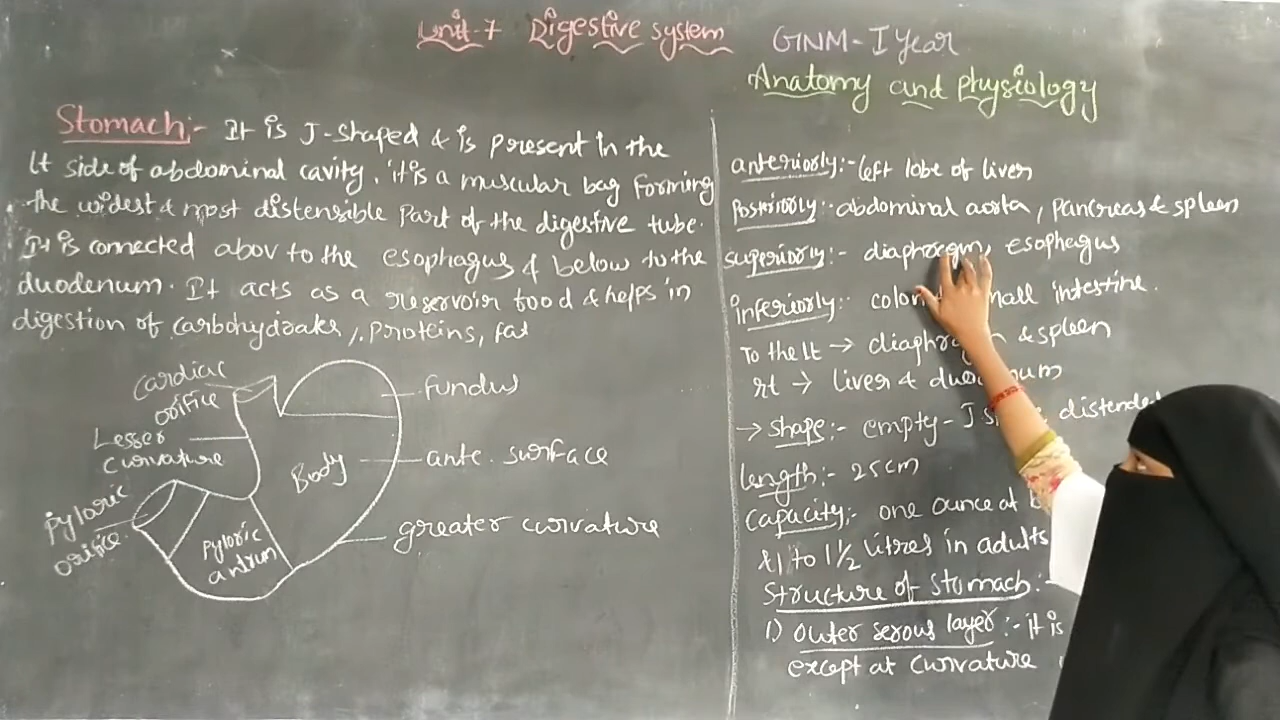 Unit-7 Digestive system
GNM - I Year
Anatomy and physiology
Stomach:- It is J-shaped & is present in the
lt side of abdominal cavity. it is a muscular bag forming
the widest & most distensible part of the digestive tube.
It is connected abov to the esophagus & below to the
duodenum. It acts as a reservoir food & helps in
digestion of carbohydrates, proteins, fat
Cardiac
orifice
Lesser
curvature
Pyloric
orifice
Pyloric
antrum
Body
fundus
ante. surface
greater curvature
anteriorly:- left lobe of liver
Posteriorly:- abdominal aorta, pancreas & spleen
superiorly:- diaphragm, esophagus
inferiorly:- colon small intestine.
To the lt → & spleen
rt → liver &
→ shape:- empty - J distended
length:- 25cm
Capacity:- one ounce at
& 1 to 1½ litres in adults
Structure of stomach:-
1) Outer serous layer:- it is
except at curvature